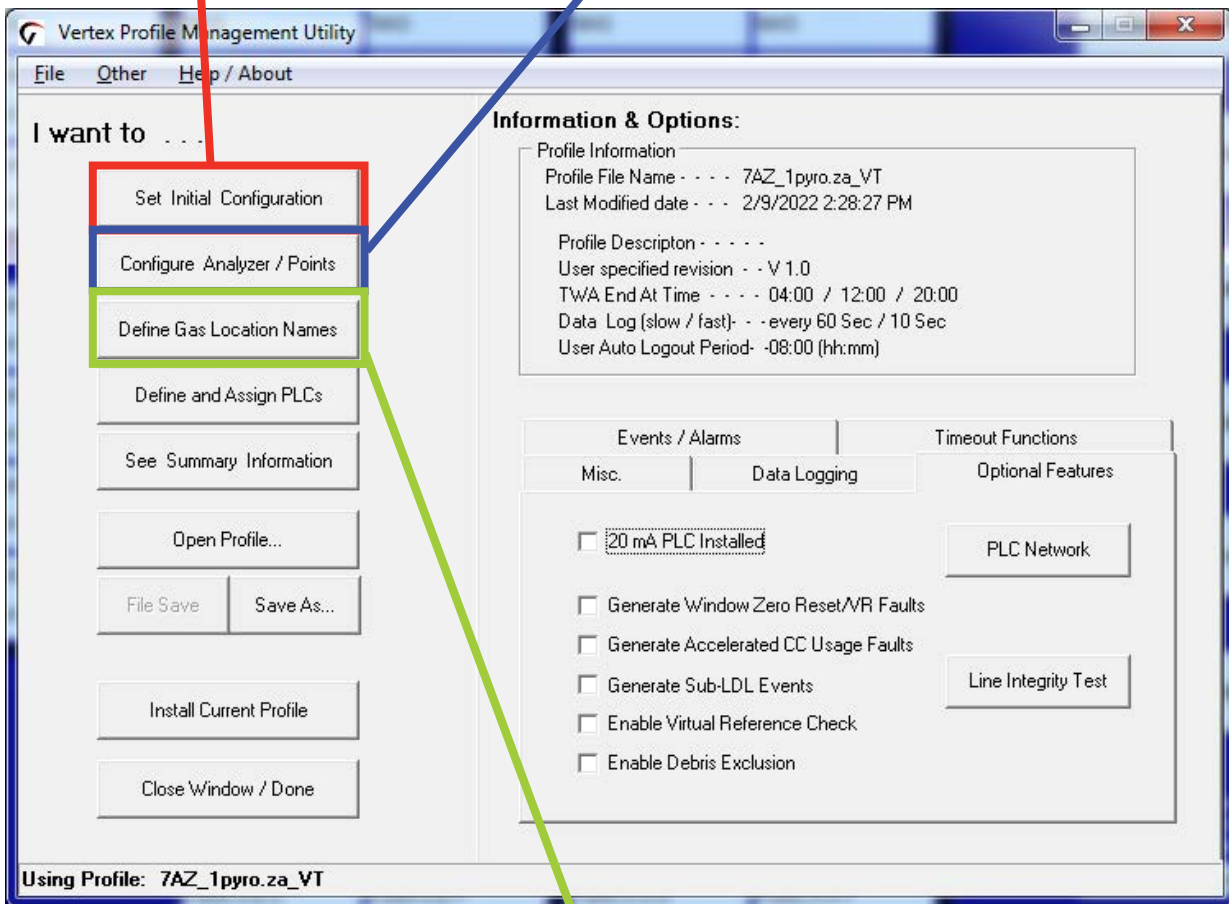 Vertex Profile Management Utility
File Other Help / About
I want to . . .
Set Initial Configuration
Configure Analyzer / Points
Define Gas Location Names
Define and Assign PLCs
See Summary Information
Open Profile...
File Save Save As...
Install Current Profile
Close Window / Done
Information & Options:
Profile Information
Profile File Name - - - - 7AZ_1pyro.za_VT
Last Modified date - - - 2/9/2022 2:28:27 PM
Profile Descripton - - - - -
User specified revision - - V 1.0
TWA End At Time - - - - 04:00 / 12:00 / 20:00
Data Log (slow / fast)- - -every 60 Sec / 10 Sec
User Auto Logout Period- -08:00 (hh:mm)
Events / Alarms Timeout Functions
Misc. Data Logging Optional Features
20 mA PLC Installed
PLC Network
Generate Window Zero Reset/VR Faults
Generate Accelerated CC Usage Faults
Generate Sub-LDL Events
Line Integrity Test
Enable Virtual Reference Check
Enable Debris Exclusion
Using Profile: 7AZ_1pyro.za_VT